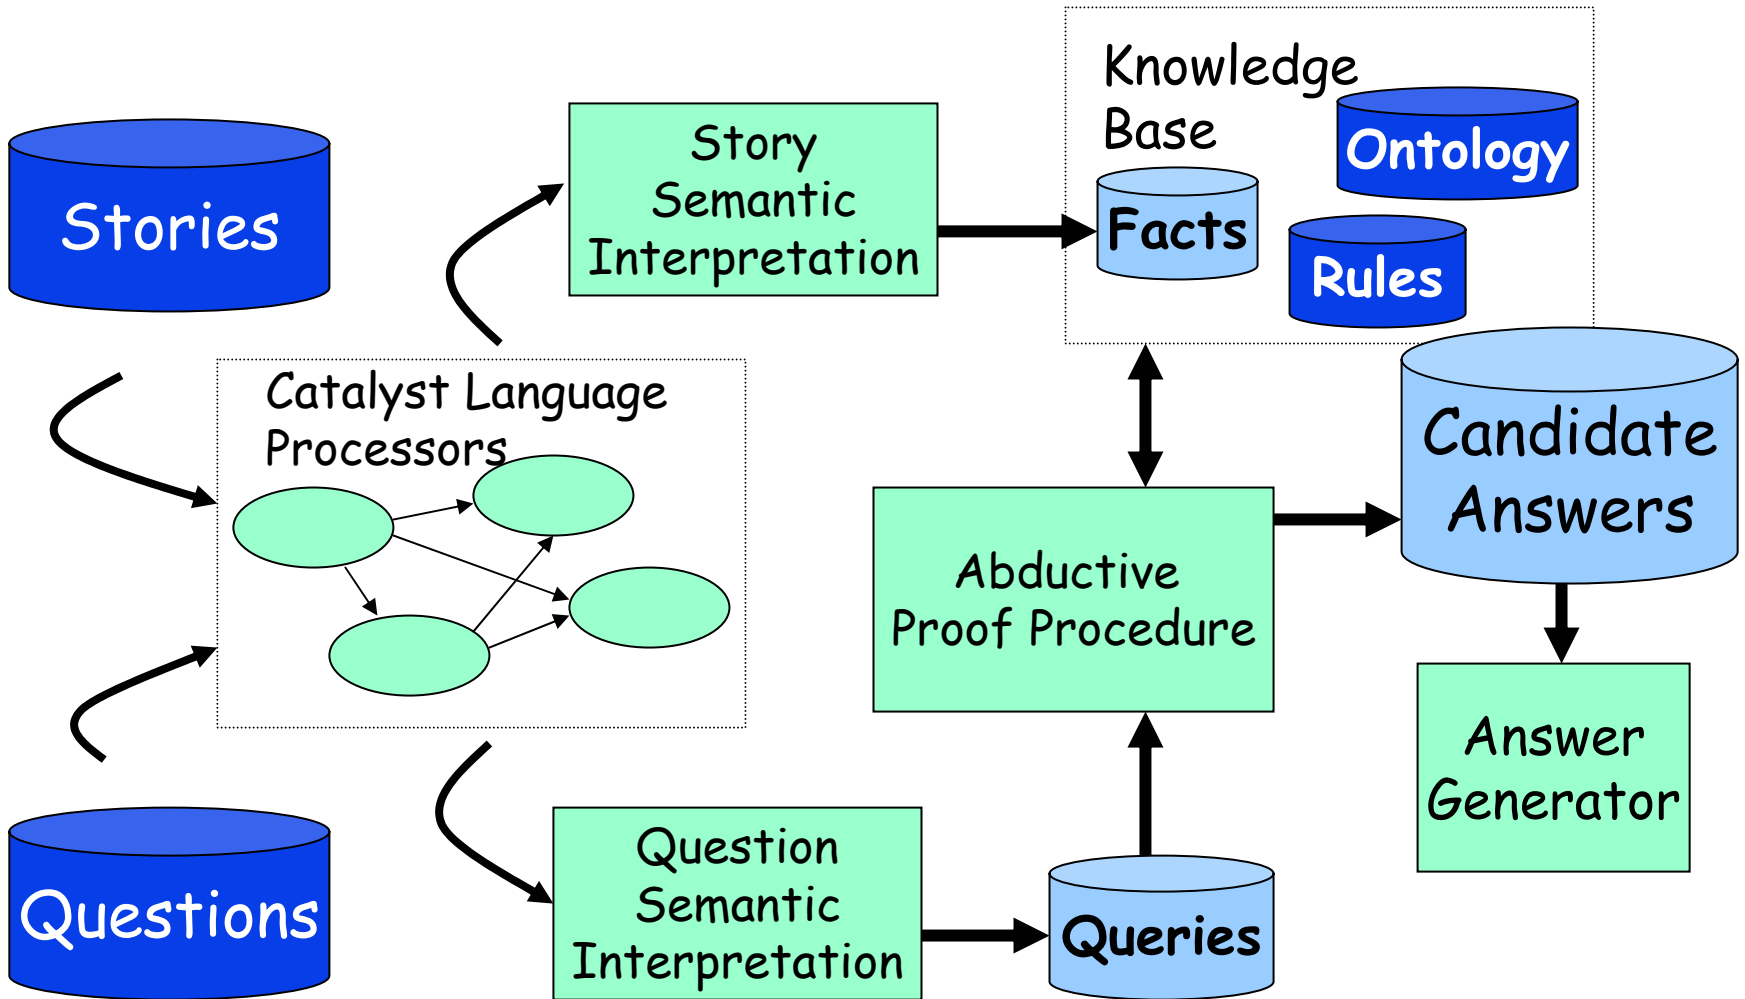 Stories
Story
Semantic
Interpretation
Knowledge
Base
Ontology
Facts
Rules
Catalyst Language
Processors
Candidate
Answers
Abductive
Proof Procedure
Answer
Generator
Questions
Question
Semantic
Interpretation
Queries